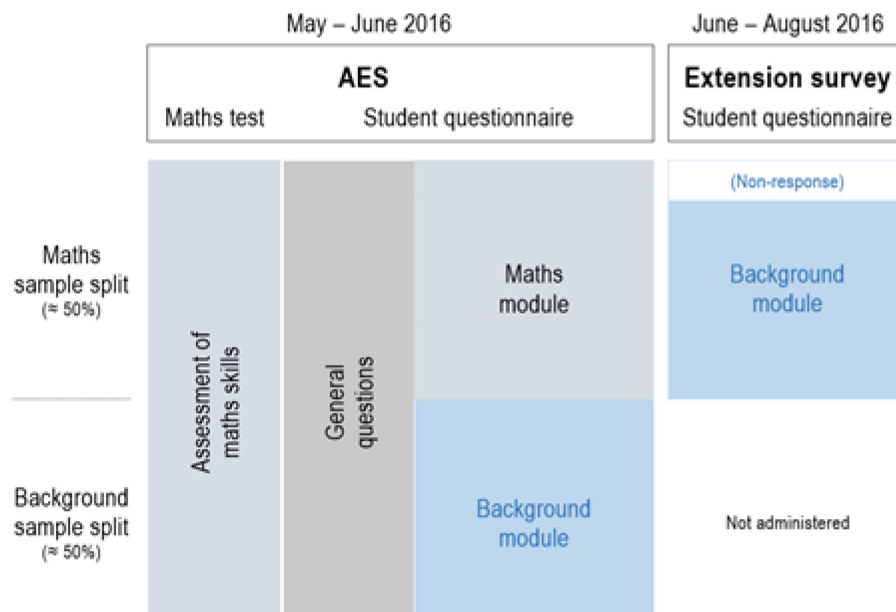 May – June 2016
June – August 2016
AES
Maths test
Student questionnaire
Extension survey
Student questionnaire
Maths
sample split
(≈ 50%)
Background
sample split
(≈ 50%)
Assessment of
maths skills
General
questions
Maths
module
Background
module
(Non-response)
Background
module
Not administered